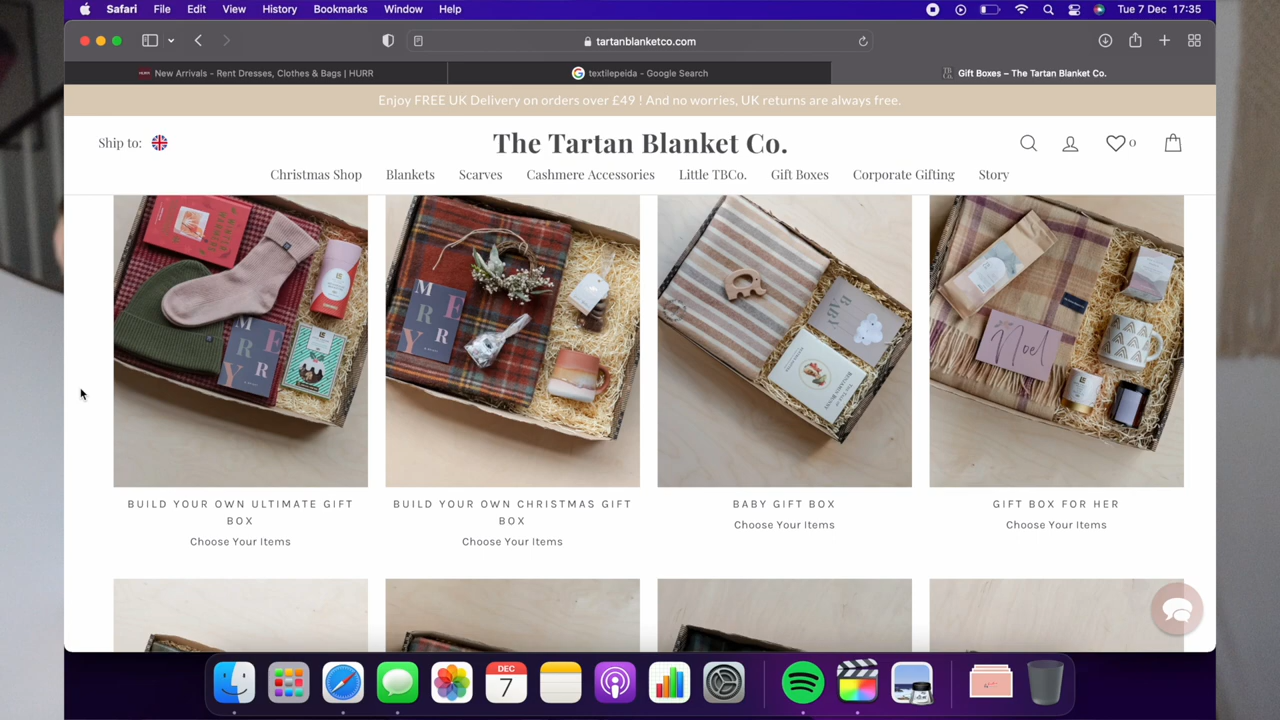 Safari File Edit View History Bookmarks Window Help
Tue 7 Dec 17:35
tartanblanketco.com
New Arrivals - Rent Dresses, Clothes & Bags | HURR
textilepeida - Google Search
Gift Boxes – The Tartan Blanket Co.
Enjoy FREE UK Delivery on orders over £49 ! And no worries, UK returns are always free.
Ship to:
The Tartan Blanket Co.
0
Christmas Shop Blankets Scarves Cashmere Accessories Little TBCo. Gift Boxes Corporate Gifting Story
MERRY
MERRY
BABY
Noel
BUILD YOUR OWN ULTIMATE GIFT
BOX
Choose Your Items
BUILD YOUR OWN CHRISTMAS GIFT
BOX
Choose Your Items
BABY GIFT BOX
Choose Your Items
GIFT BOX FOR HER
Choose Your Items
DEC
7